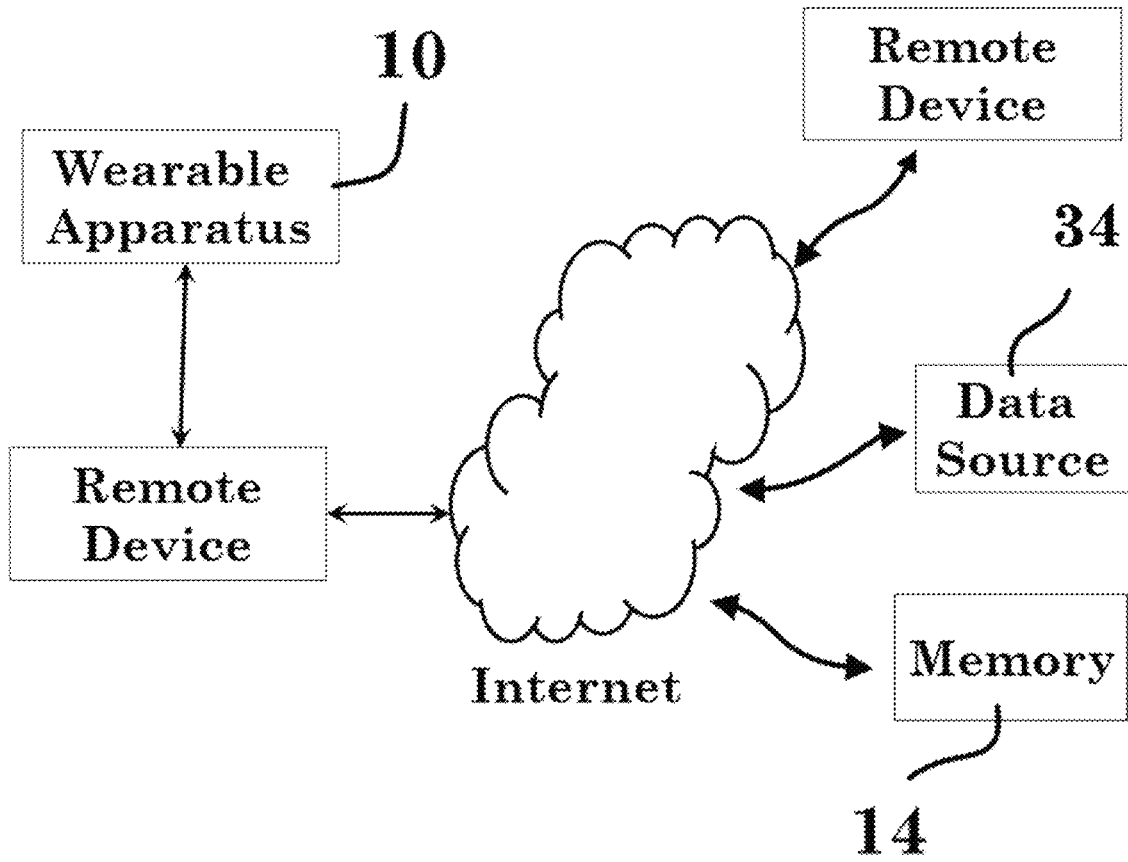 10
Remote
Device
Wearable
Apparatus
34
Data
Source
Remote
Device
Internet
Memory
14